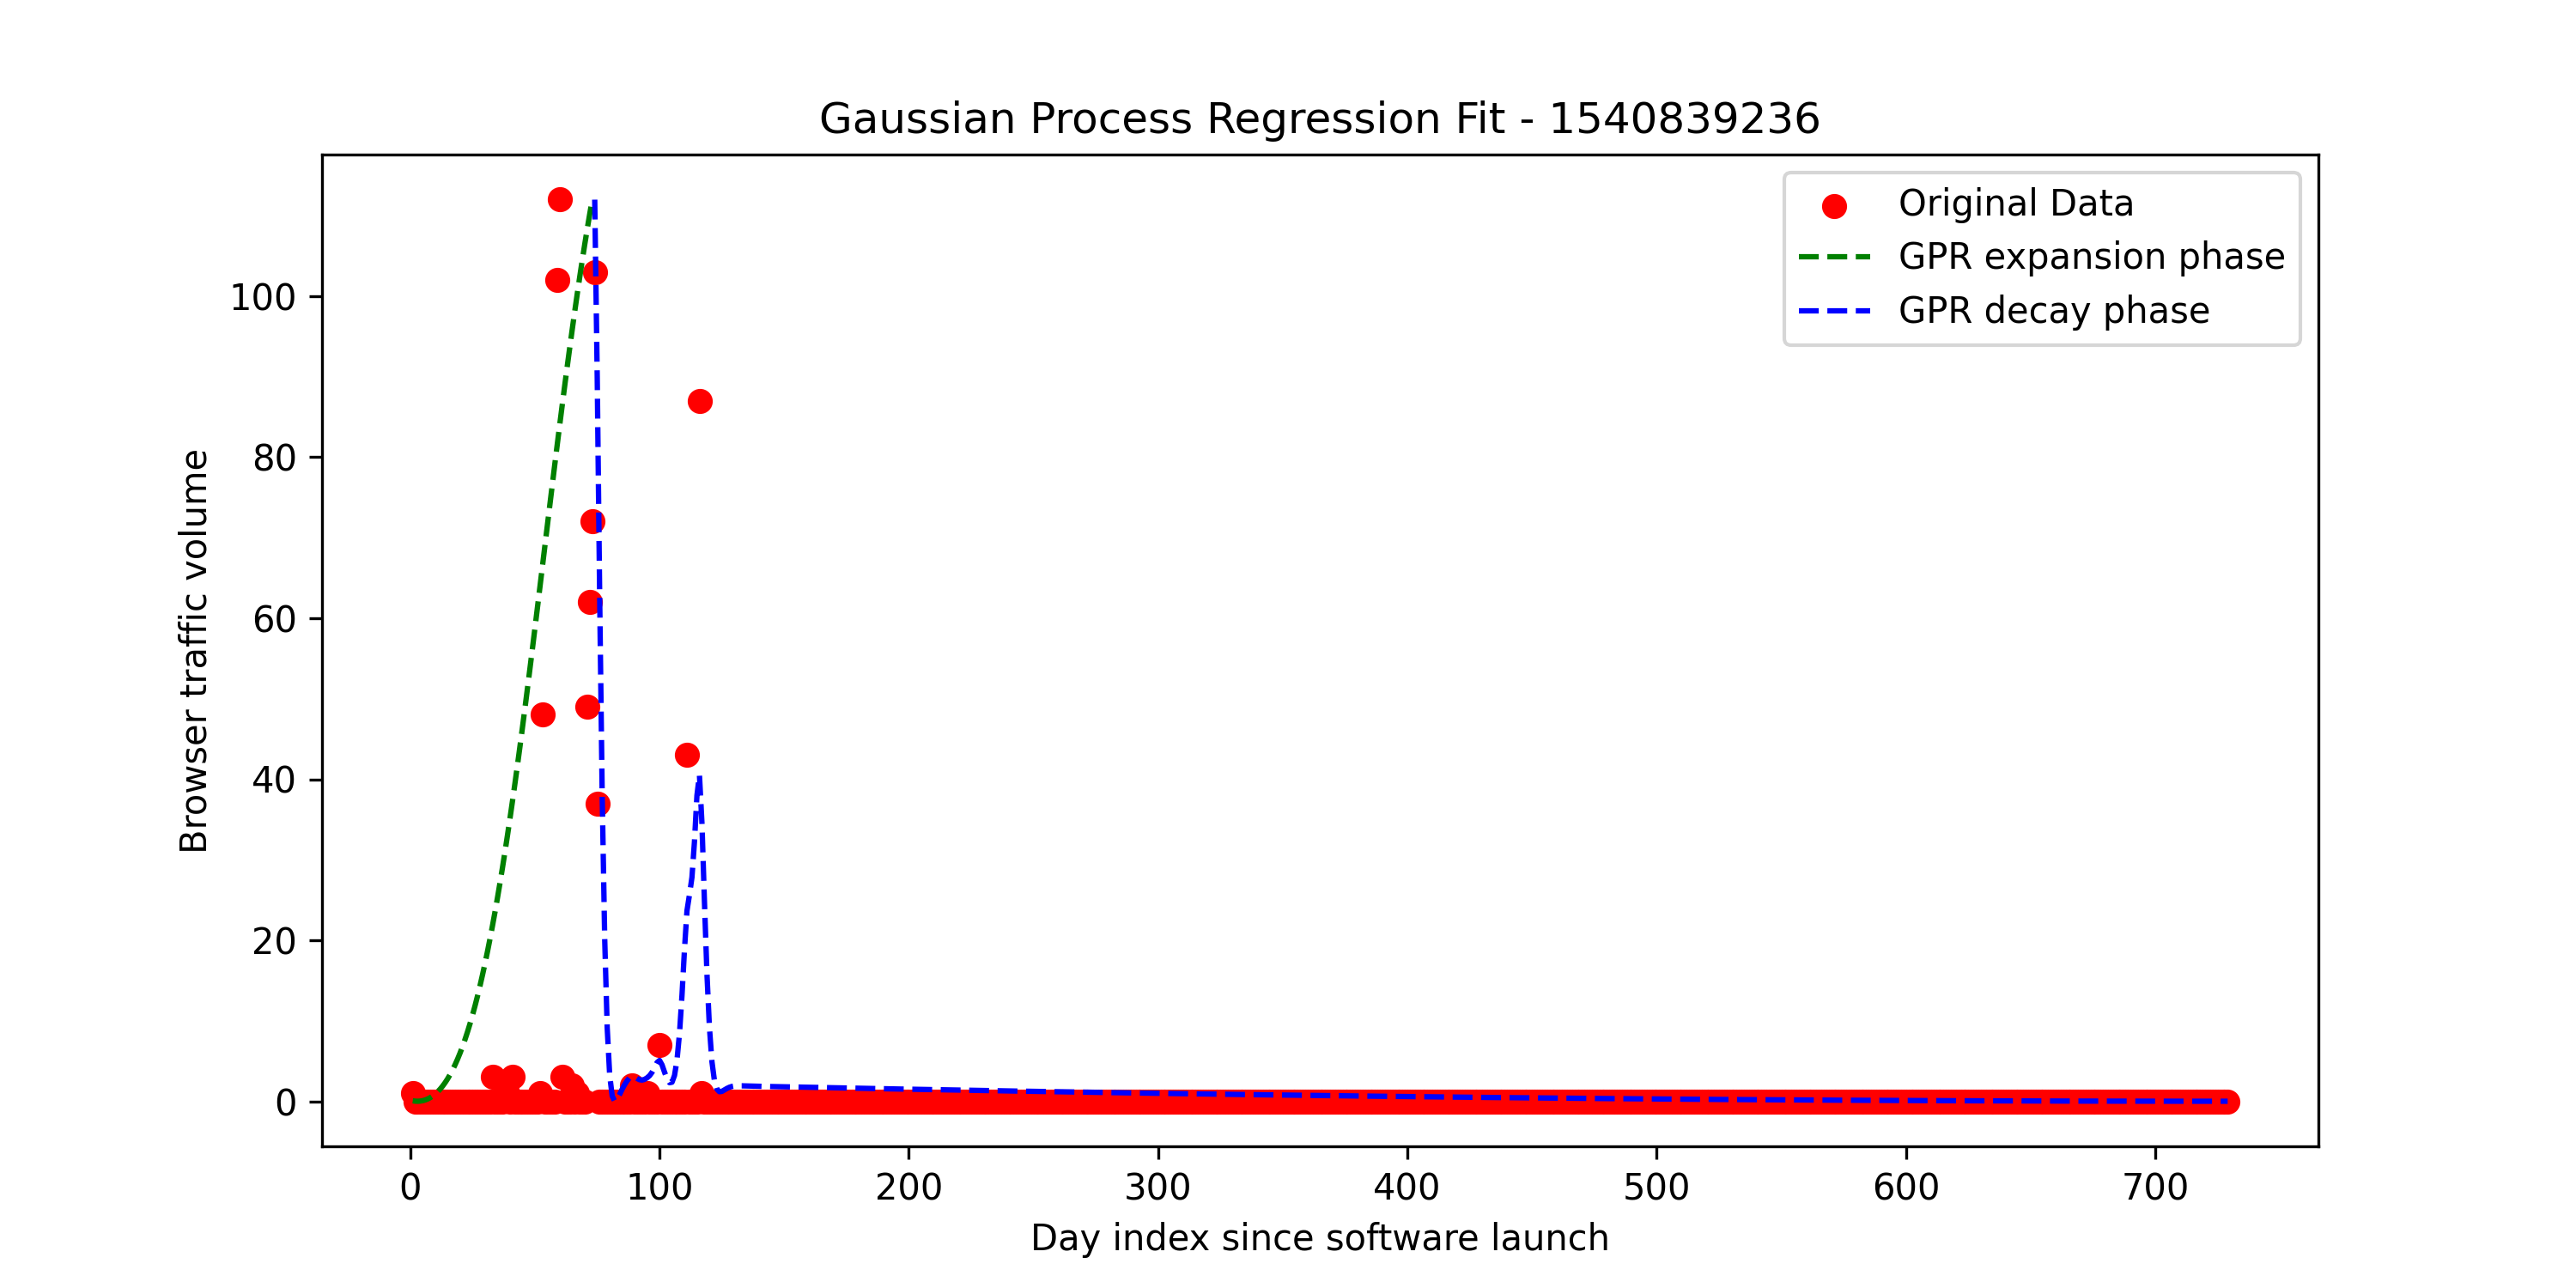 Gaussian Process Regression Fit - 1540839236
Original Data
GPR expansion phase
GPR decay phase
Browser traffic volume
100
80
60
40
20
0
0 100 200 300 400 500 600 700
Day index since software launch